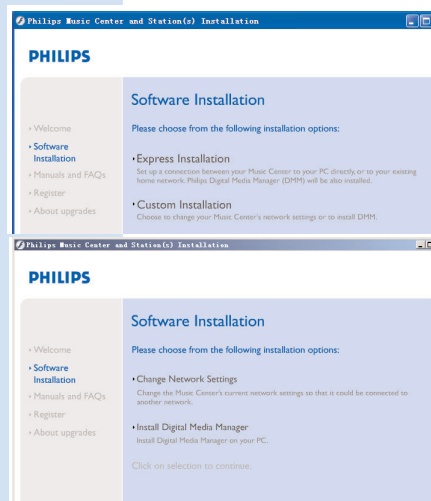 Philips Music Center and Station(s) Installation
PHILIPS
Software Installation
Please choose from the following installation options:
Welcome
Software
Installation
Manuals and FAQs
Register
About upgrades
Express Installation
Set up a connection between your Music Center to your PC directly, or to your existing
home network. Philips Digital Media Manager (DMM) will be also installed.
Custom Installation
Choose to change your Music Center's network settings or to install DMM.
Philips Music Center and Station(s) Installation
PHILIPS
Software Installation
Please choose from the following installation options:
Welcome
Software
Installation
Manuals and FAQs
Register
About upgrades
Change Network Settings
Change the Music Center's current network settings so that it could be connected to
another network.
Install Digital Media Manager
Install Digital Media Manager on your PC.
Click on selection to continue.